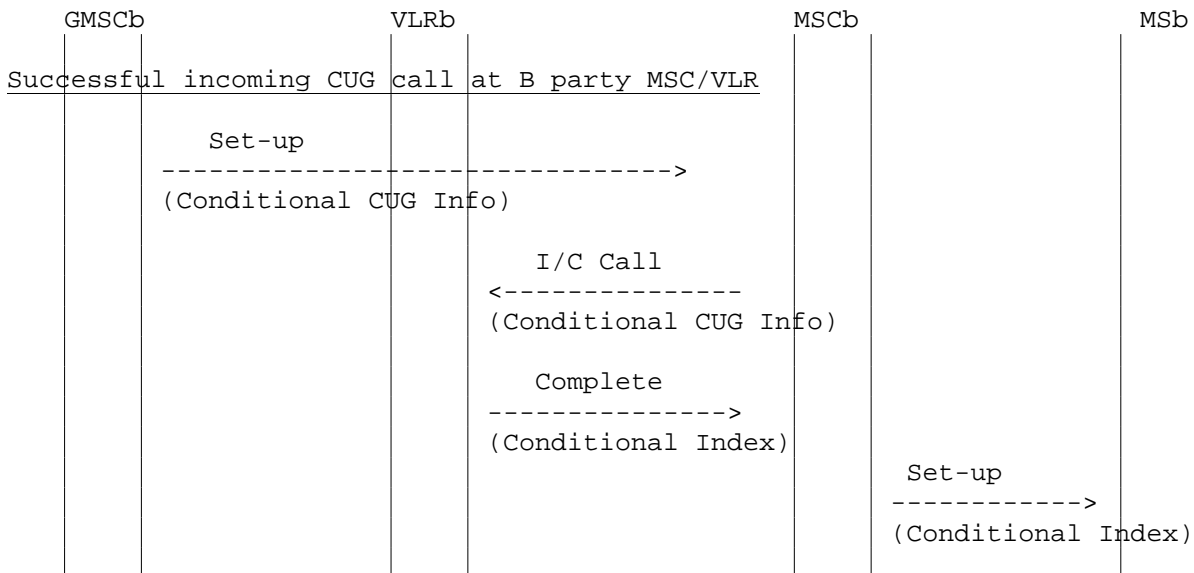 GMSCb VLRb MSCb MSb
Successful incoming CUG call at B party MSC/VLR
Set-up
--------------------------------->
(Conditional CUG Info)
I/C Call
<---------------
(Conditional CUG Info)
Complete
--------------->
(Conditional Index)
Set-up
------------>
(Conditional Index)